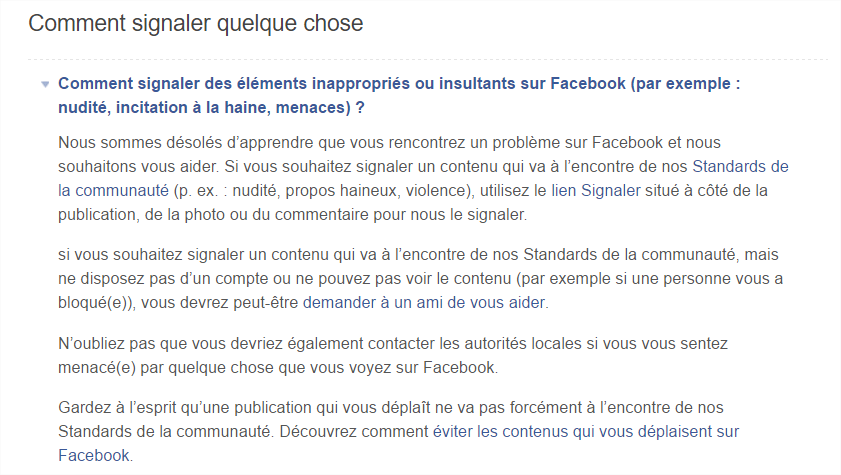 Comment signaler quelque chose
Comment signaler des éléments inappropriés ou insultants sur Facebook (par exemple :
nudité, incitation à la haine, menaces) ?
Nous sommes désolés d’apprendre que vous rencontrez un problème sur Facebook et nous
souhaitons vous aider. Si vous souhaitez signaler un contenu qui va à l’encontre de nos Standards de
la communauté (p. ex. : nudité, propos haineux, violence), utilisez le lien Signaler situé à côté de la
publication, de la photo ou du commentaire pour nous le signaler.
si vous souhaitez signaler un contenu qui va à l’encontre de nos Standards de la communauté, mais
ne disposez pas d’un compte ou ne pouvez pas voir le contenu (par exemple si une personne vous a
bloqué(e)), vous devrez peut-être demander à un ami de vous aider.
N’oubliez pas que vous devriez également contacter les autorités locales si vous vous sentez
menacé(e) par quelque chose que vous voyez sur Facebook.
Gardez à l’esprit qu’une publication qui vous déplaît ne va pas forcément à l’encontre de nos
Standards de la communauté. Découvrez comment éviter les contenus qui vous déplaisent sur
Facebook.